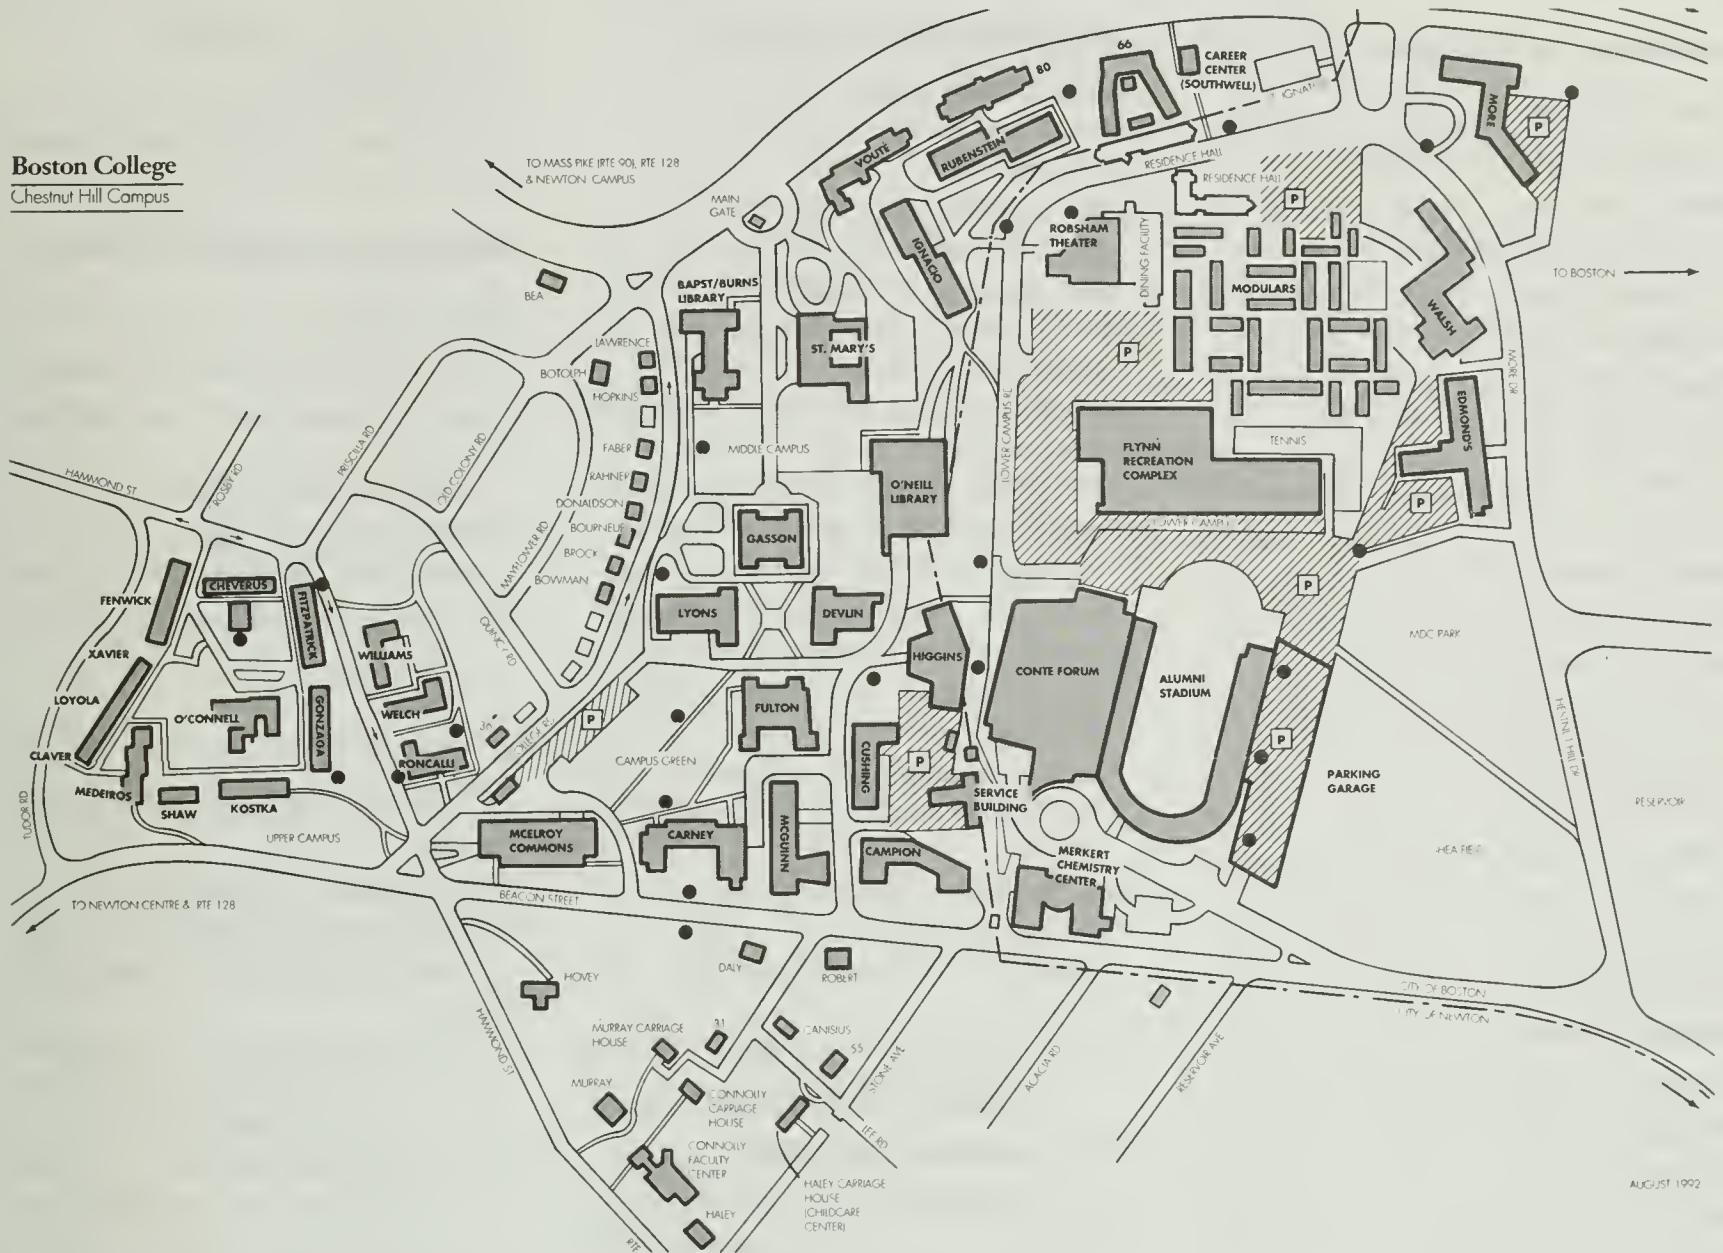 Boston College
Chestnut Hill Campus
TO MASS PIKE (RTE 90), RTE 128
& NEWTON CAMPUS
MAIN
GATE
66
80
CAREER
CENTER
(SOUTHWELL)
MORE
P
VOUTE
RUBENSTEIN
RESIDENCE HALL
RESIDENCE HALL
P
IGNACIO
ROBSHAM
THEATER
DINING FACILITY
MODULARS
WALSH
TO BOSTON
BEA
BAPST/BURNS
LIBRARY
ST. MARY'S
LAWRENCE
BOTOLPH
HOPKINS
P
MORE DR
LOWER CAMPUS RD
EDMOND'S
FABER
MIDDLE CAMPUS
TENNIS
FLYNN
RECREATION
COMPLEX
RAHNER
O'NEILL
LIBRARY
DONALDSON
BOURNEUF
BROCK
BOWMAN
GASSON
P
HAMMOND ST
ROSBY RD
PRISCILLA RD
OLD COLONY RD
MAYFLOWER RD
QUINCY RD
P
CHEVERUS
FENWICK
FITZPATRICK
LYONS
DEVLIN
XAVIER
WILLIAMS
HIGGINS
CONTE FORUM
ALUMNI
STADIUM
MDC PARK
LOYOLA
O'CONNELL
WELCH
GONZAGA
FULTON
P
P
CLAVER
RONCALLI
CAMPUS GREEN
CUSHING
P
PARKING
GARAGE
MEDEIROS
SHAW
KOSTKA
SERVICE
BUILDING
RESERVOIR
TUDOR RD
UPPER CAMPUS
MCELROY
COMMONS
CARNEY
MCGUINN
CAMPION
MERKERT
CHEMISTRY
CENTER
BEACON STREET
TO NEWTON CENTRE & RTE 128
HOVEY
DALY
ROBERT
CITY OF BOSTON
CITY OF NEWTON
HAMMOND ST
MURRAY CARRIAGE
HOUSE
31
CANISIUS
55
STONE AVE
ACACIA RD
RESERVOIR AVE
MURRAY
CONNOLLY
CARRIAGE
HOUSE
LEE RD
CONNOLLY
FACULTY
CENTER
HALEY CARRIAGE
HOUSE
(CHILDCARE
CENTER)
HALEY
RTE
AUGUST 1992